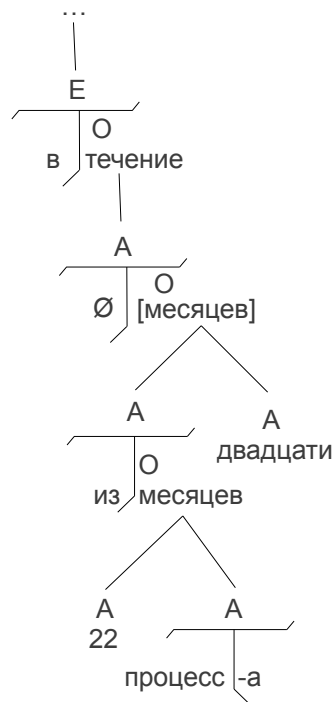 ...
E
O
в течение
A
O
Ø [месяцев]
A A
двадцати
O
из месяцев
A A
22
процесс -а